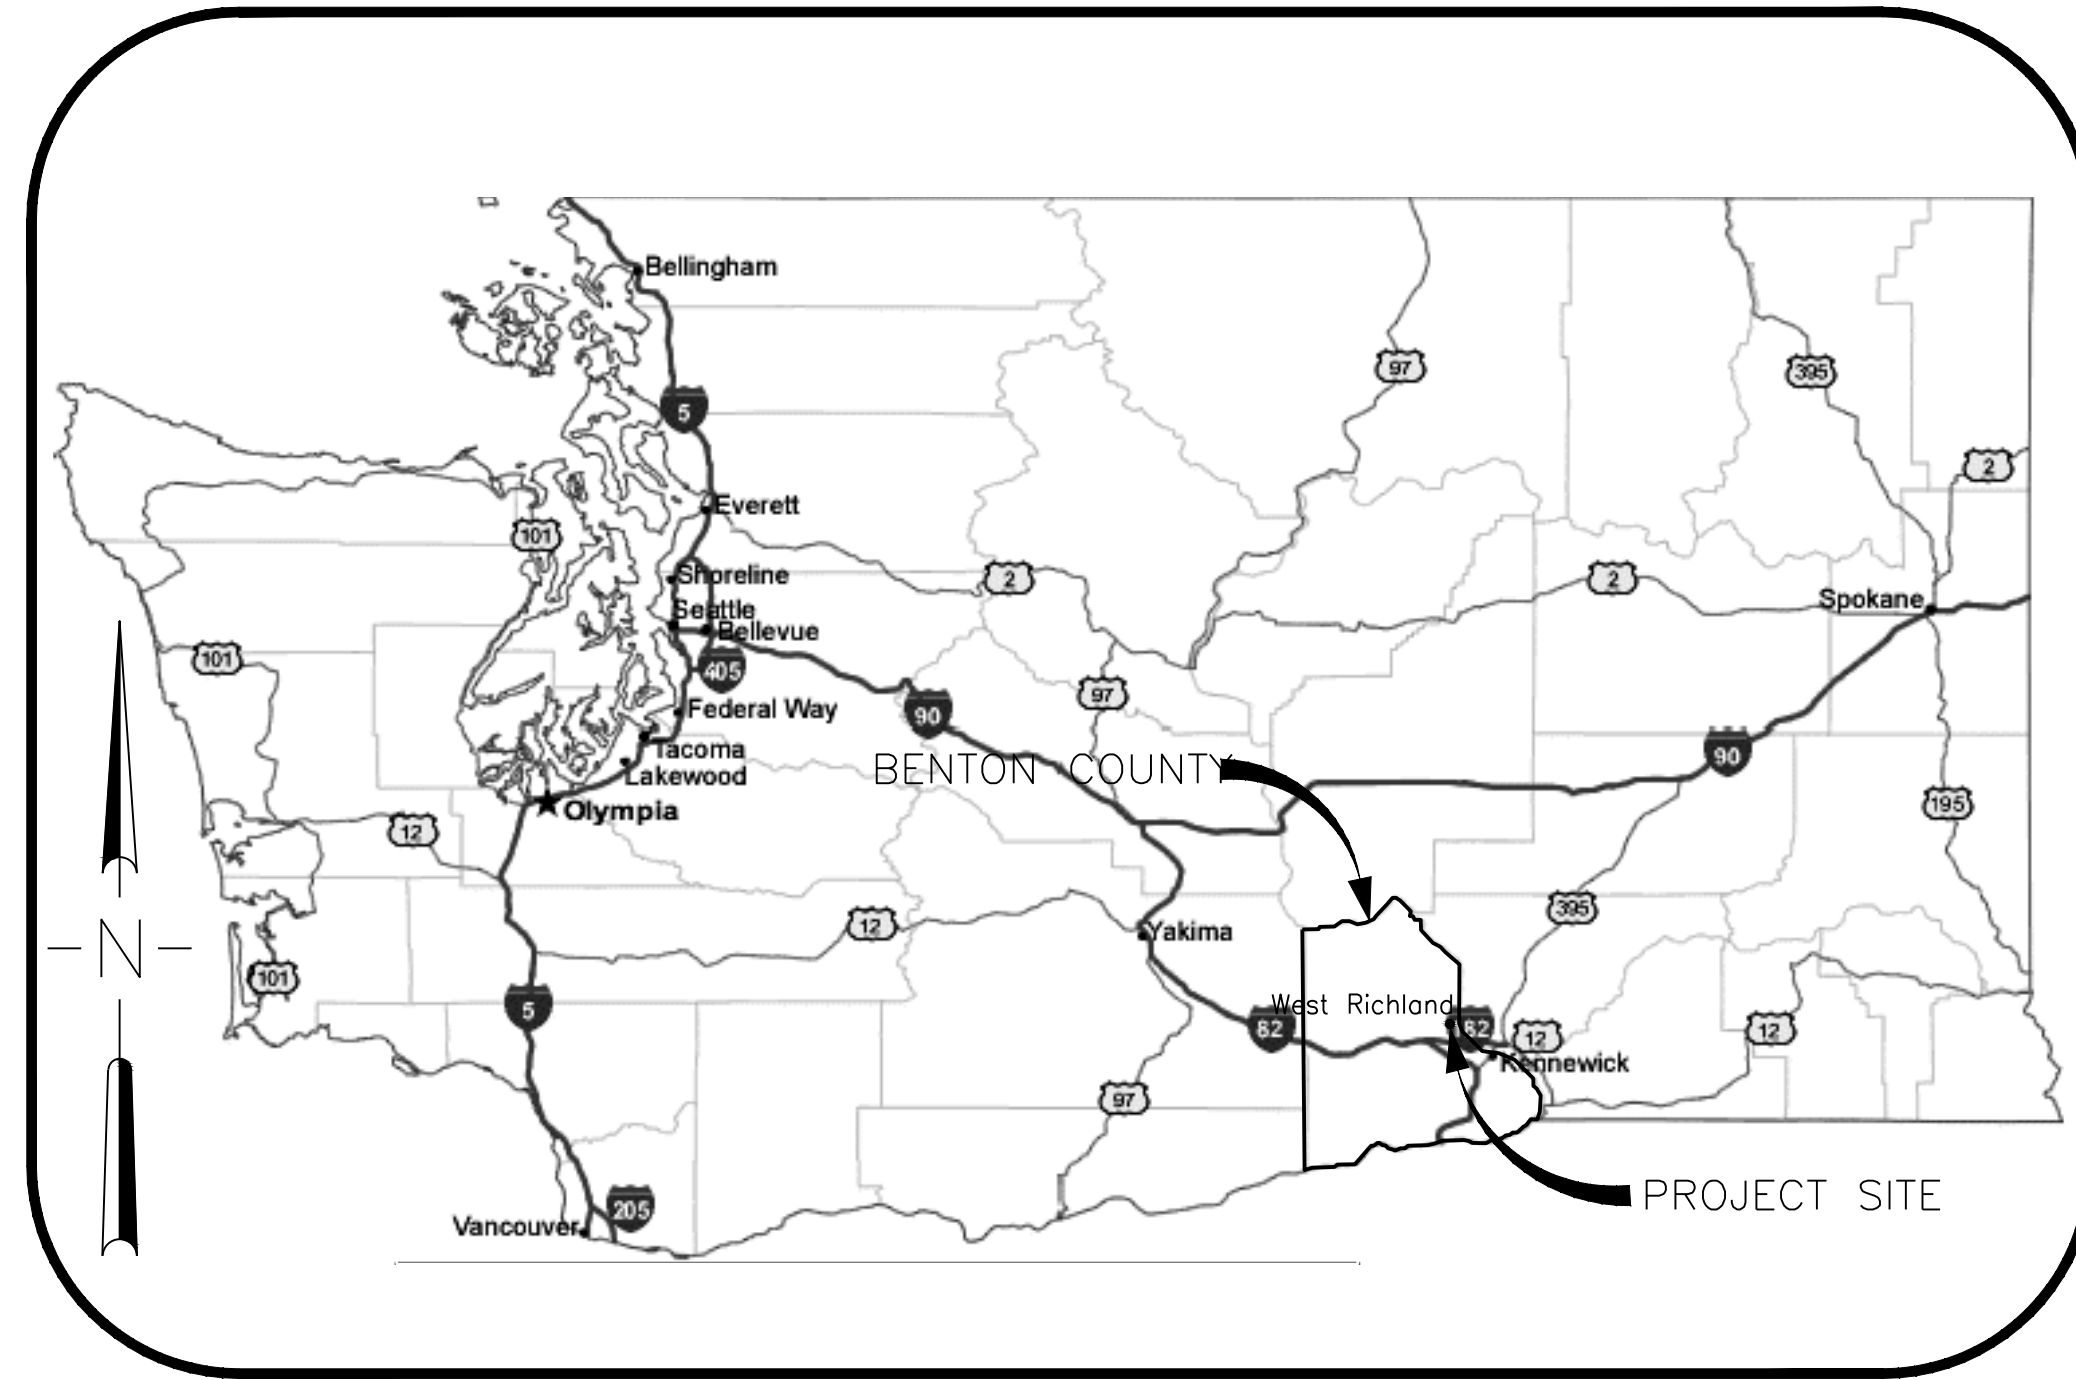 Bellingham
97
395
5
2
Everett
101
Shoreline
2
2
Spokane
Seattle
Bellevue
101
405
97
Federal Way
90
Tacoma
90
BENTON COUNTY
Lakewood
195
Olympia
12
395
12
Yakima
N
101
5
West Richland
82
82
12
12
Kennewick
97
PROJECT SITE
205
Vancouver